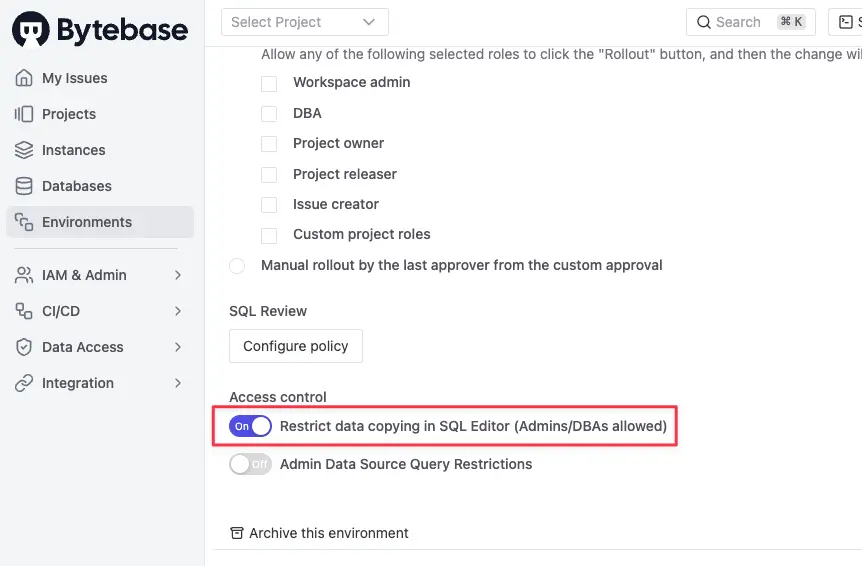 Bytebase
Select Project
Search ⌘ K
S
My Issues
Projects
Instances
Databases
Environments
IAM & Admin
CI/CD
Data Access
Integration
Allow any of the following selected roles to click the "Rollout" button, and then the change wil
Workspace admin
DBA
Project owner
Project releaser
Issue creator
Custom project roles
Manual rollout by the last approver from the custom approval
SQL Review
Configure policy
Access control
On Restrict data copying in SQL Editor (Admins/DBAs allowed)
Off Admin Data Source Query Restrictions
Archive this environment